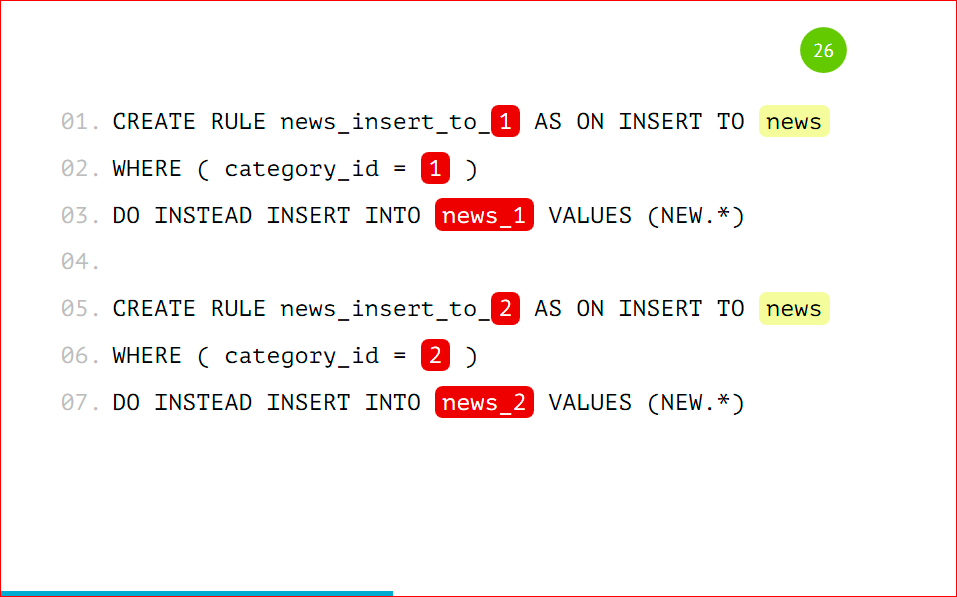 26
01. CREATE RULE news_insert_to_1 AS ON INSERT TO news
02. WHERE ( category_id = 1 )
03. DO INSTEAD INSERT INTO news_1 VALUES (NEW.*)
04.
05. CREATE RULE news_insert_to_2 AS ON INSERT TO news
06. WHERE ( category_id = 2 )
07. DO INSTEAD INSERT INTO news_2 VALUES (NEW.*)